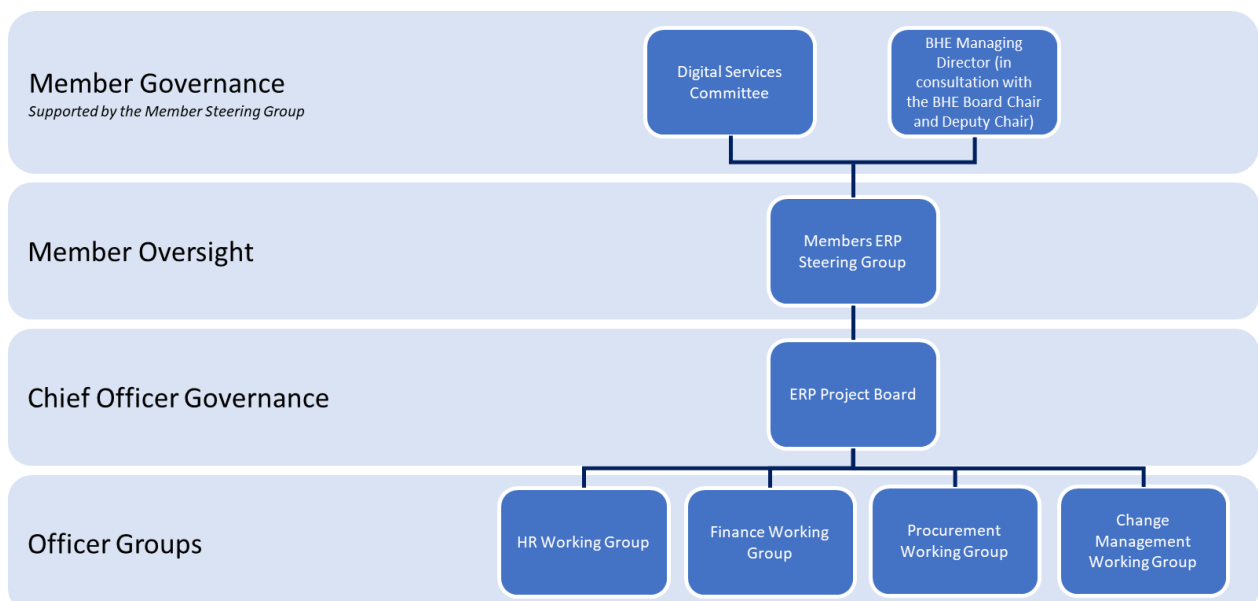 Member Governance
Supported by the Member Steering Group
Digital Services
Committee
BHE Managing
Director (in
consultation with
the BHE Board Chair
and Deputy Chair)
Member Oversight
Members ERP
Steering Group
Chief Officer Governance
ERP Project Board
Officer Groups
HR Working Group
Finance Working
Group
Procurement
Working Group
Change
Management
Working Group